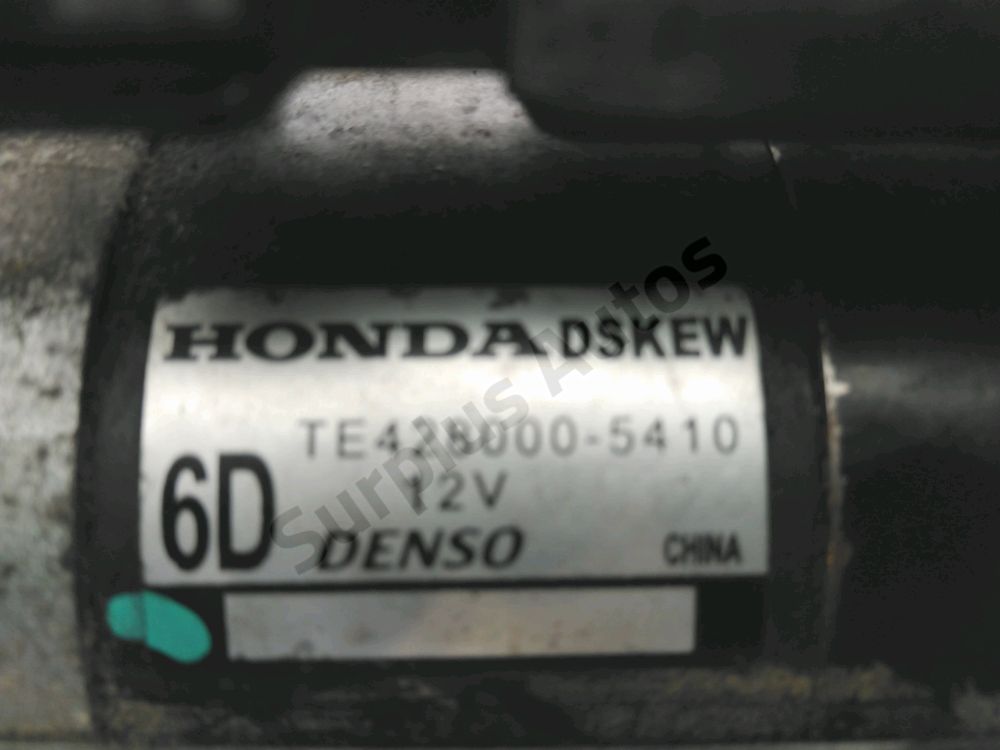 HONDA DSKEW
TE428000-5410
6D 12V
DENSO CHINA
Surplus Autos